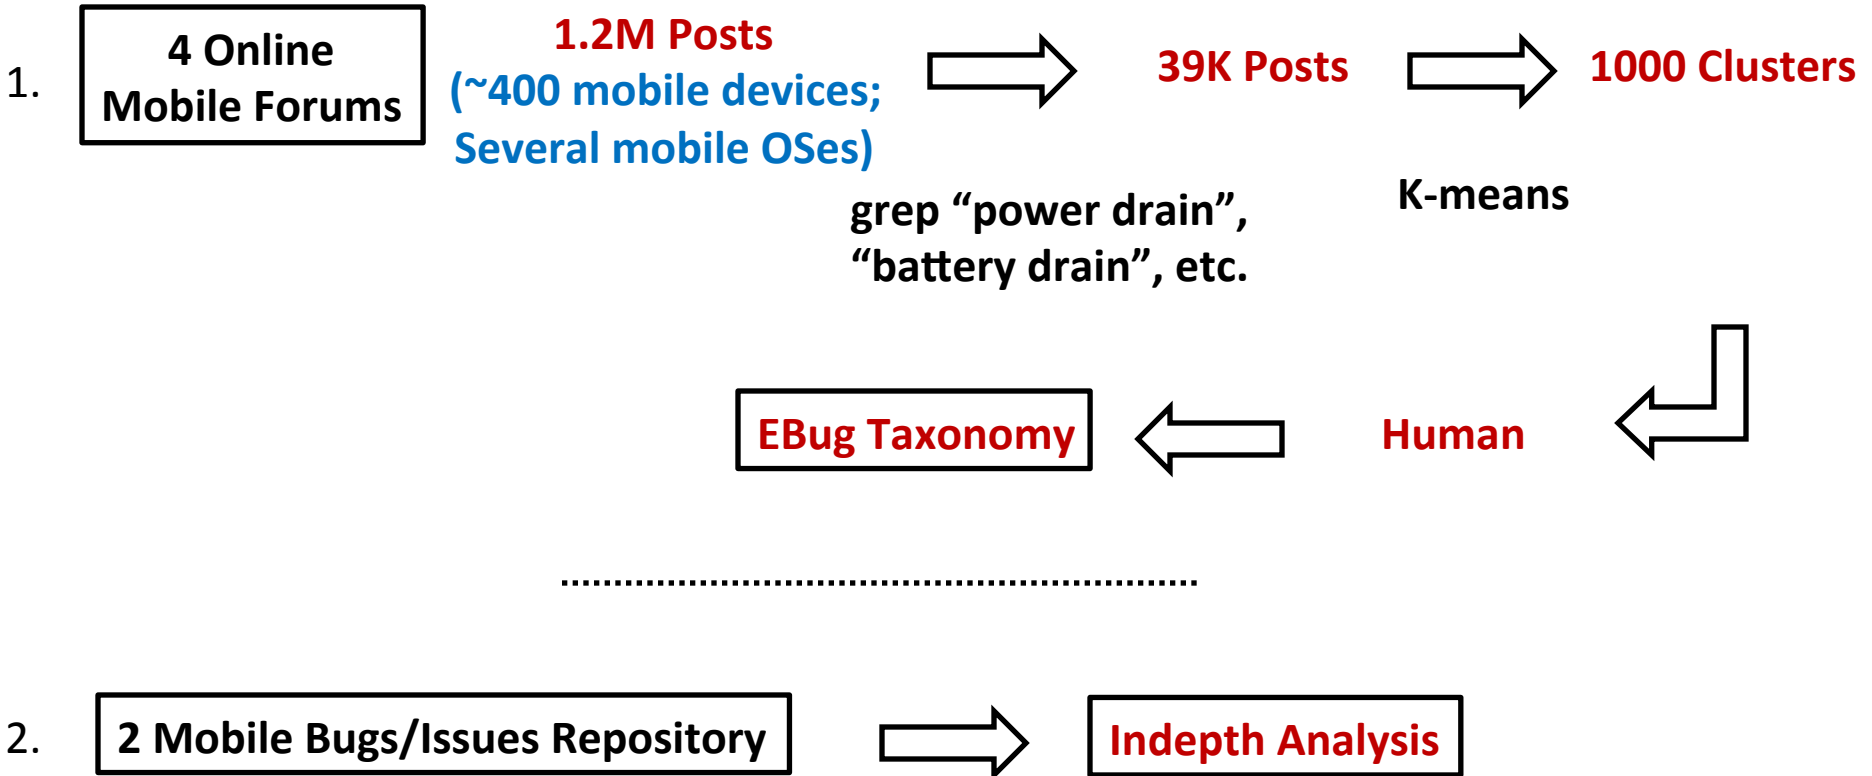 1.
4 Online
Mobile Forums
1.2M Posts
(~400 mobile devices;
Several mobile OSes)
39K Posts
1000 Clusters
grep “power drain”,
“battery drain”, etc.
K-means
EBug Taxonomy
Human
2.
2 Mobile Bugs/Issues Repository
Indepth Analysis